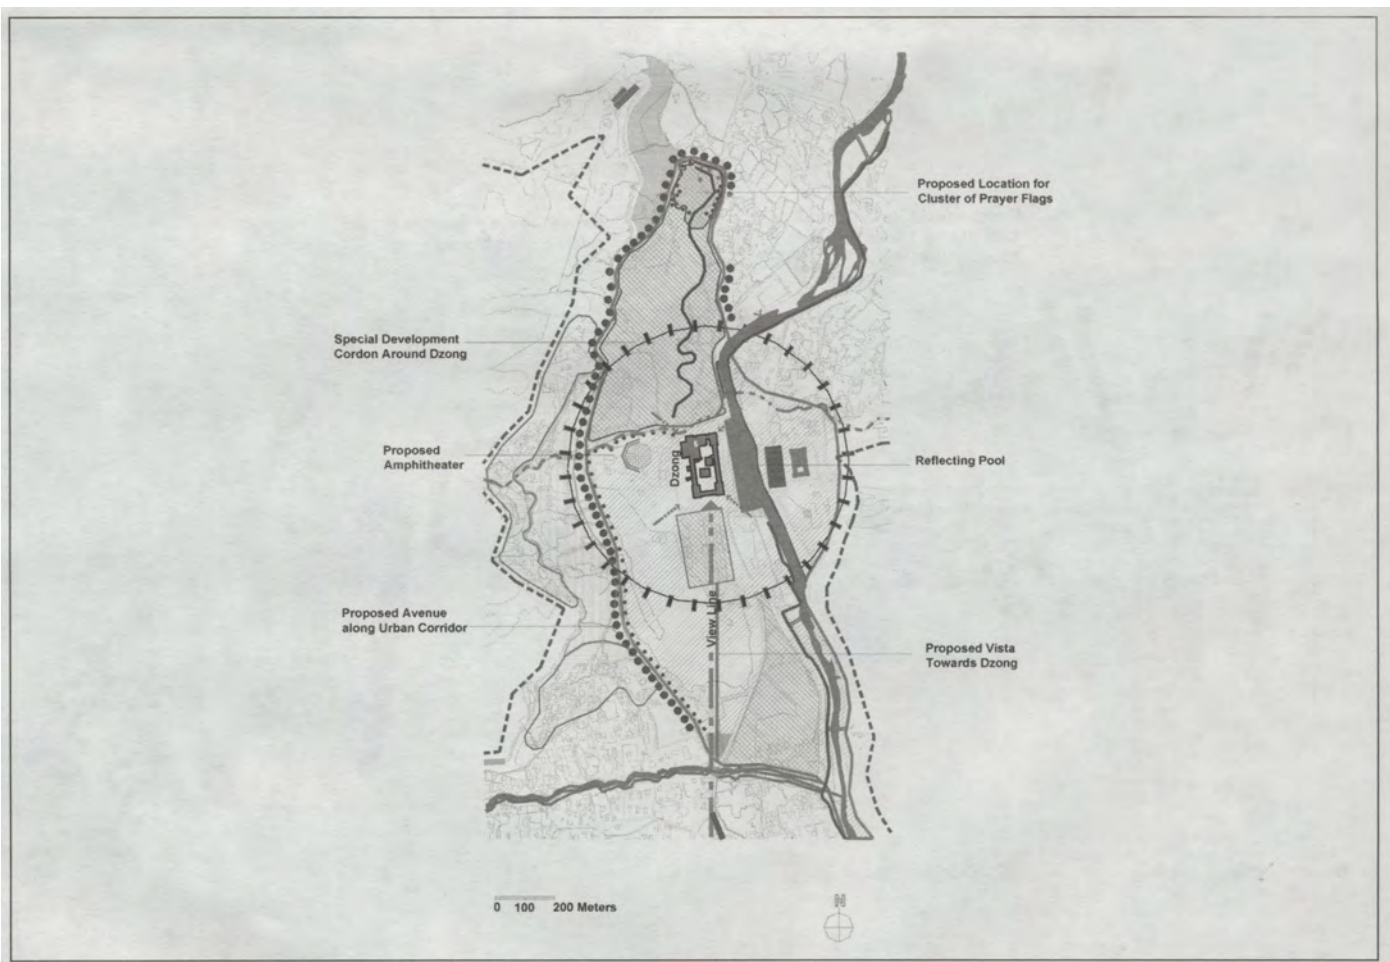 Proposed Location for
Cluster of Prayer Flags
Special Development
Cordon Around Dzong
Proposed
Amphitheater
Dzong
Reflecting Pool
Proposed Avenue
along Urban Corridor
View Line
Proposed Vista
Towards Dzong
0 100 200 Meters
N